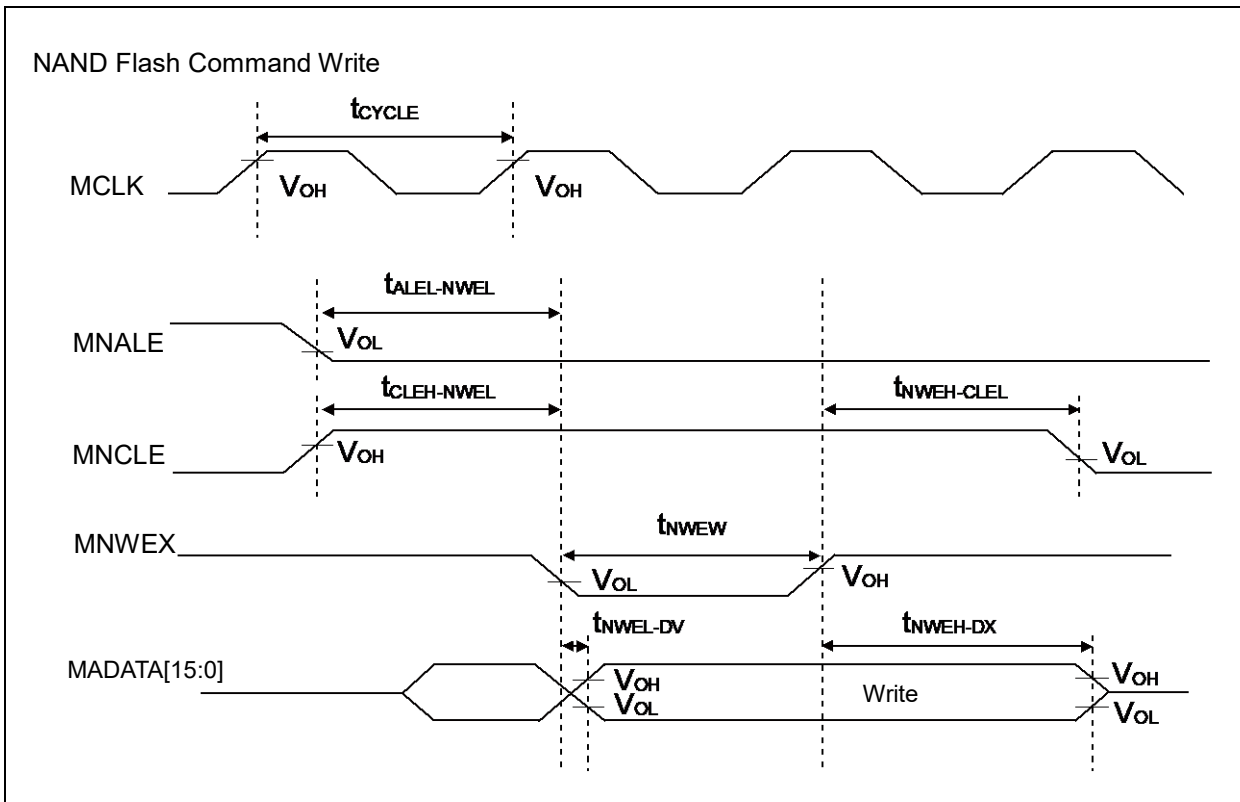 NAND Flash Command Write
tCYCLE
MCLK
VOH
VOH
tALEL-NWEL
MNALE
VOL
tCLEH-NWEL
tNWEH-CLEL
MNCLE
VOH
VOL
MNWEX
tNWEW
VOL
VOH
tNWEL-DV
tNWEH-DX
MADATA[15:0]
VOH
VOL
Write
VOH
VOL